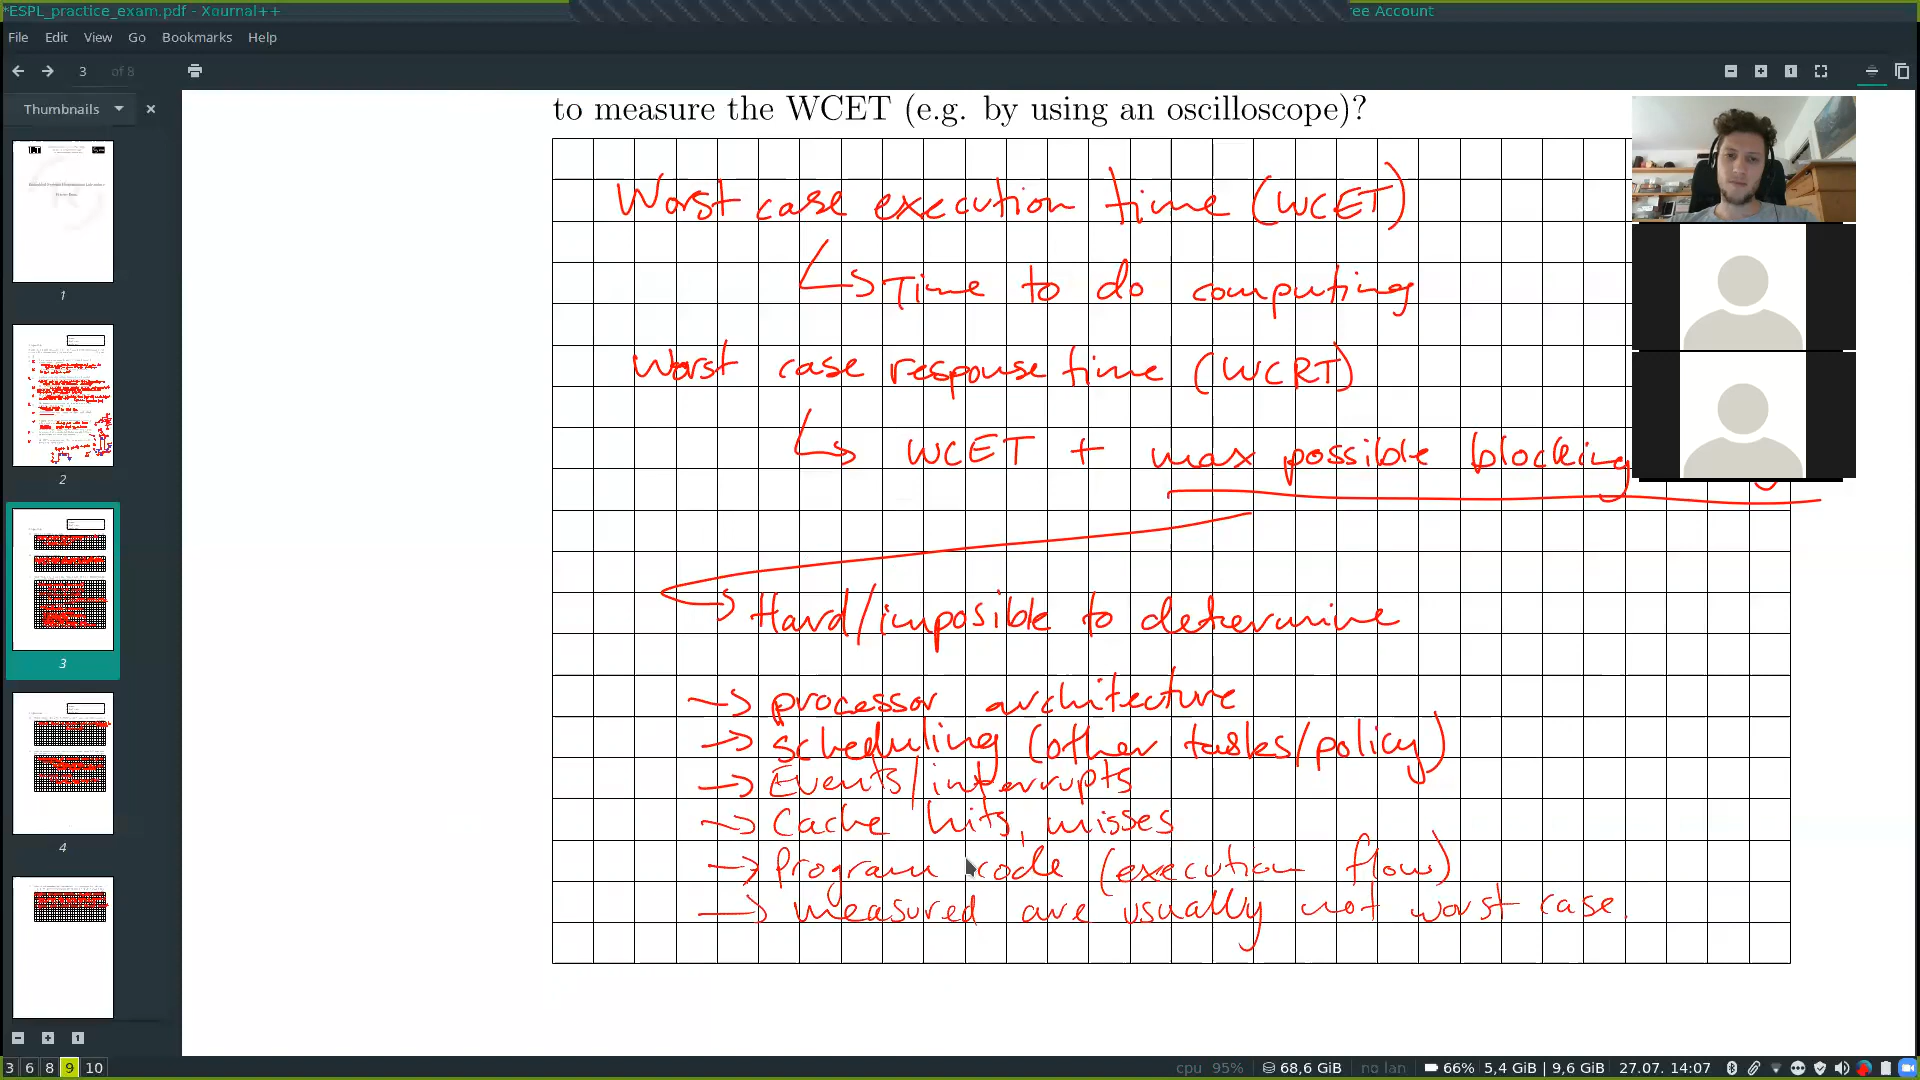 *ESPL_practice_exam.pdf - Xournal++
ree Account
File Edit View Go Bookmarks Help
3 of 8
Thumbnails
1
2
3
4
to measure the WCET (e.g. by using an oscilloscope)?
Worst case execution time (WCET)
Time to do computing
Worst case response time (WCRT)
WCET + max possible blocking
Hard/imposible to determine
processor architecture
scheduling (other tasks/policy)
Events/interrupts
Cache hits, misses
Program code (execution flow)
measured are usually not worst case.
3 6 8 9 10
cpu 95% 68,6 GiB no lan 66% 5,4 GiB | 9,6 GiB 27.07. 14:07